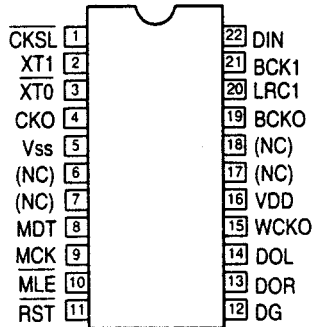 CKSL 1 22 DIN
XT1 2 21 BCK1
XT0 3 20 LRC1
CKO 4 19 BCKO
Vss 5 18 (NC)
(NC) 6 17 (NC)
(NC) 7 16 VDD
MDT 8 15 WCKO
MCK 9 14 DOL
MLE 10 13 DOR
RST 11 12 DG